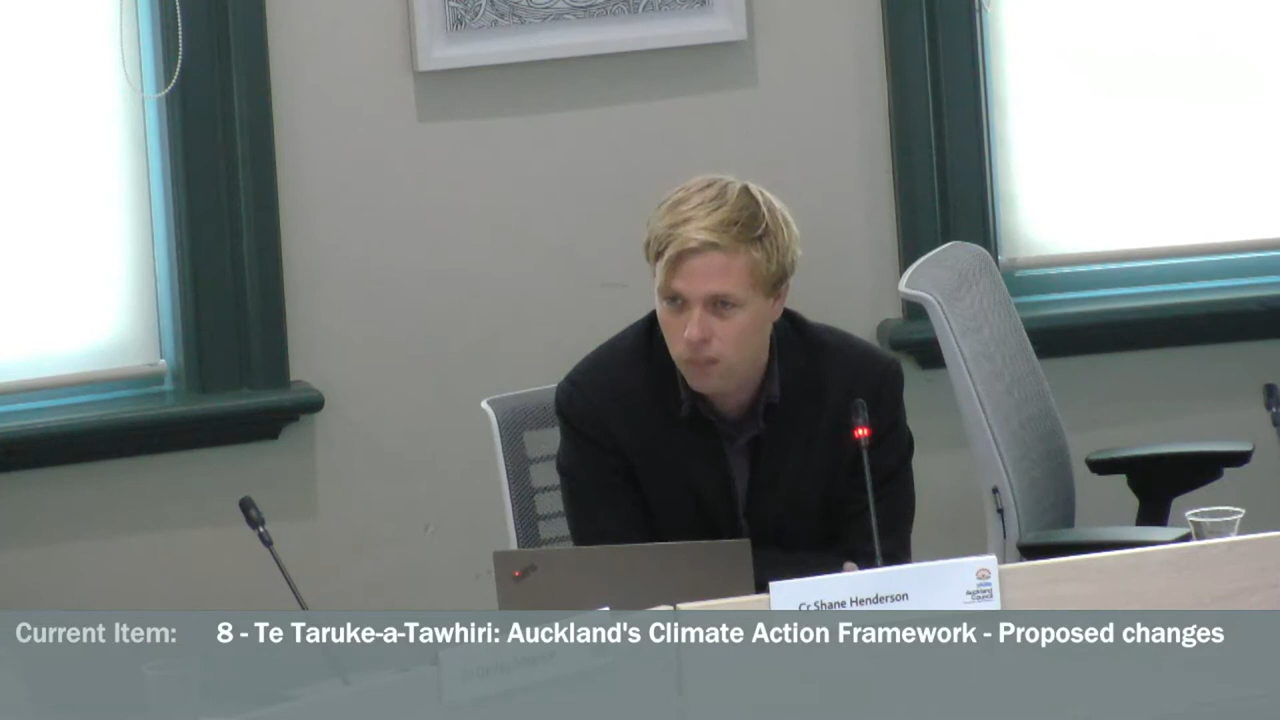 Cr Shane Henderson
Auckland
Council
Current Item: 8 - Te Taruke-a-Tawhiri: Auckland's Climate Action Framework - Proposed changes